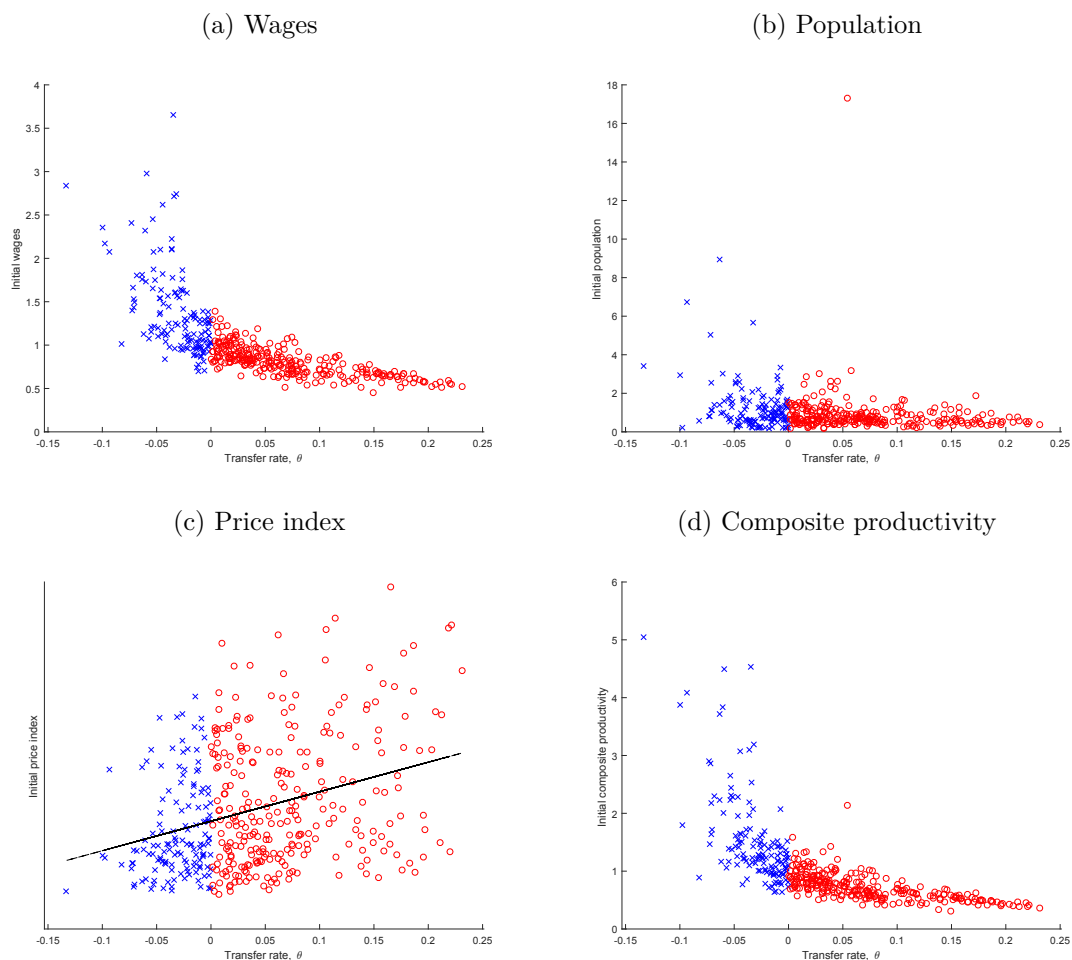 (a) Wages
4
3.5
3
2.5
2
1.5
1
0.5
0
Initial wages
-0.15 -0.1 -0.05 0 0.05 0.1 0.15 0.2 0.25
Transfer rate, θ
(b) Population
18
16
14
12
10
8
6
4
2
0
Initial population
-0.15 -0.1 -0.05 0 0.05 0.1 0.15 0.2 0.25
Transfer rate, θ
(c) Price index
Initial price index
-0.15 -0.1 -0.05 0 0.05 0.1 0.15 0.2 0.25
Transfer rate, θ
(d) Composite productivity
6
5
4
3
2
1
0
Initial composite productivity
-0.15 -0.1 -0.05 0 0.05 0.1 0.15 0.2 0.25
Transfer rate, θ